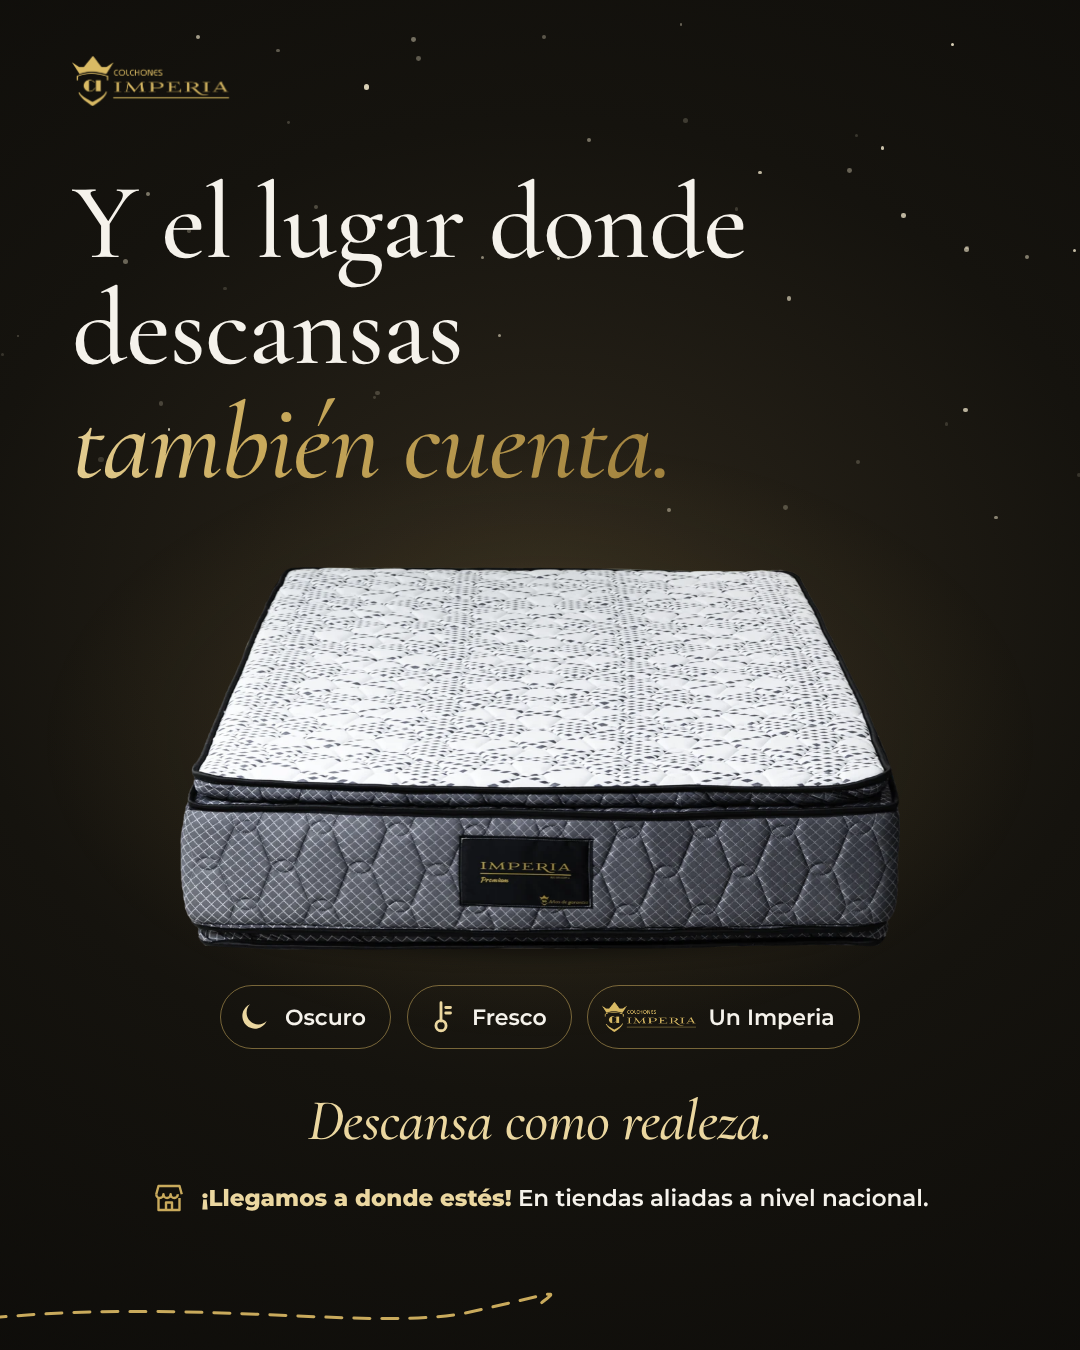 COLCHONES
IMPERIA
Y el lugar donde
descansas
también cuenta.
IMPERIA
Premium
Oscuro
Fresco
COLCHONES
IMPERIA
Un Imperia
Descansa como realeza.
¡Llegamos a donde estés! En tiendas aliadas a nivel nacional.